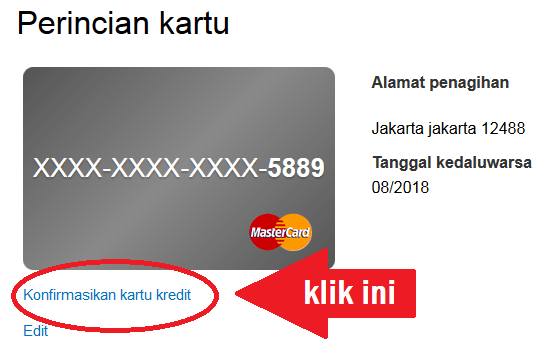 Perincian kartu
XXXX-XXXX-XXXX-5889
MasterCard
Alamat penagihan
Jakarta jakarta 12488
Tanggal kedaluwarsa
08/2018
Konfirmasikan kartu kredit
klik ini
Edit